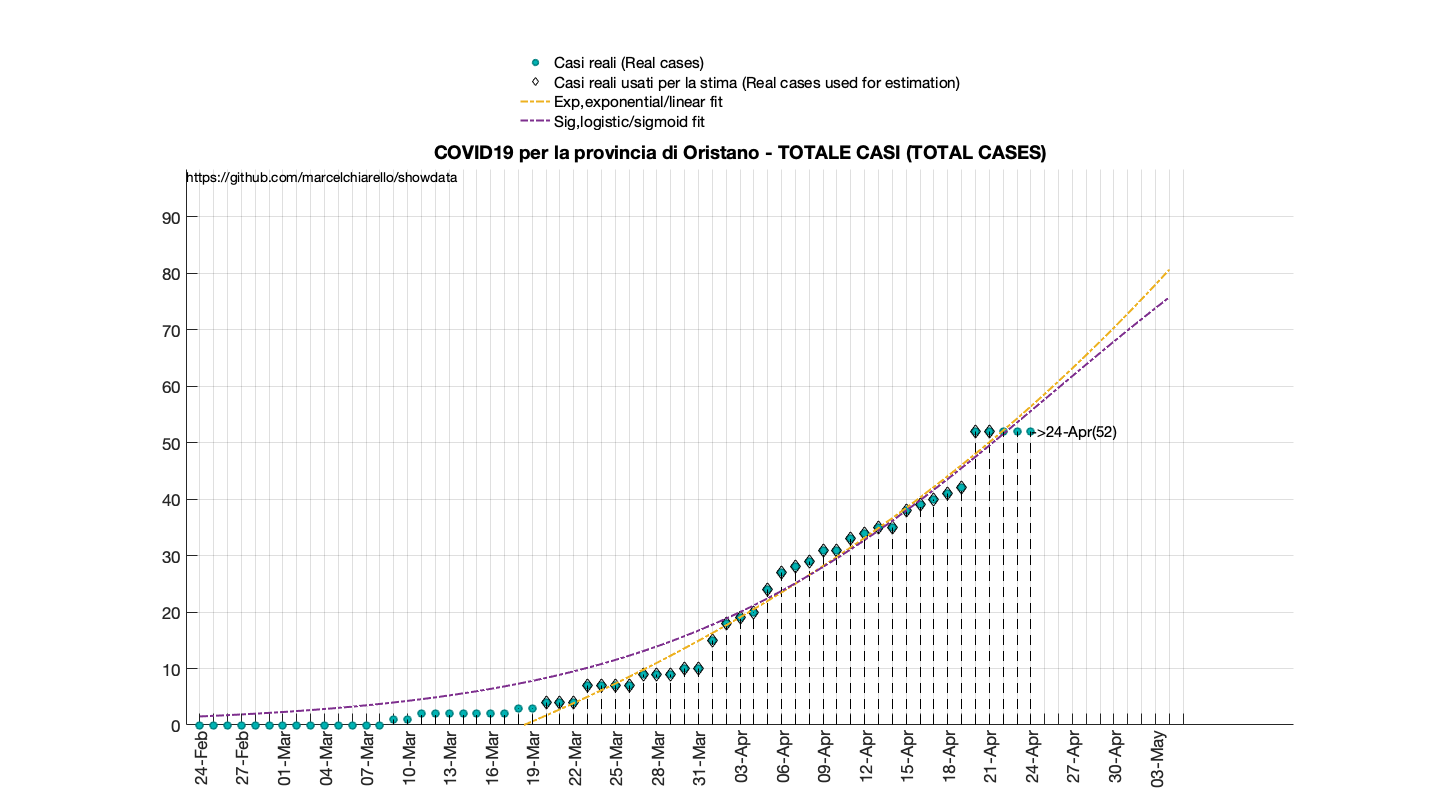 Casi reali (Real cases)
Casi reali usati per la stima (Real cases used for estimation)
Exp,exponential/linear fit
Sig,logistic/sigmoid fit
COVID19 per la provincia di Oristano - TOTALE CASI (TOTAL CASES)
https://github.com/marcelchiarello/showdata
90
80
70
60
50
40
30
20
10
0
->24-Apr(52)
24-Feb
27-Feb
01-Mar
04-Mar
07-Mar
10-Mar
13-Mar
16-Mar
19-Mar
22-Mar
25-Mar
28-Mar
31-Mar
03-Apr
06-Apr
09-Apr
12-Apr
15-Apr
18-Apr
21-Apr
24-Apr
27-Apr
30-Apr
03-May